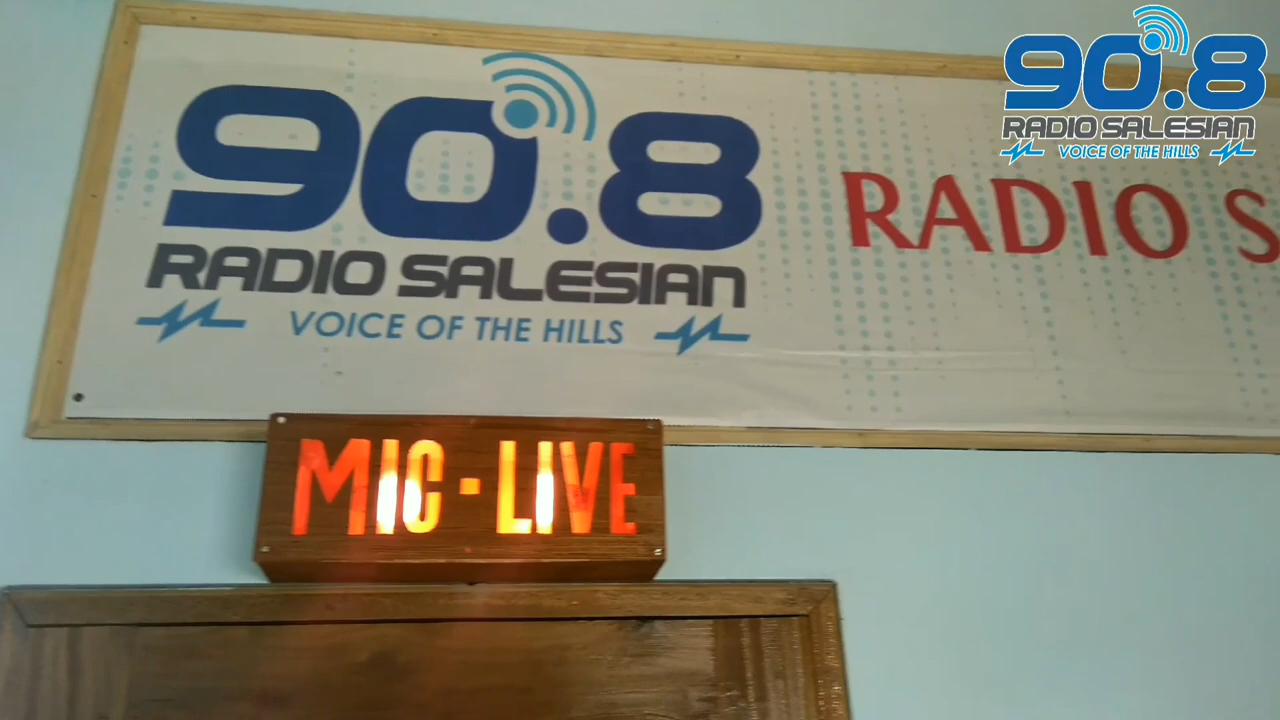 90.8
RADIO SALESIAN
VOICE OF THE HILLS
RADIO S
MIC-LIVE
90.8
RADIO SALESIAN
VOICE OF THE HILLS